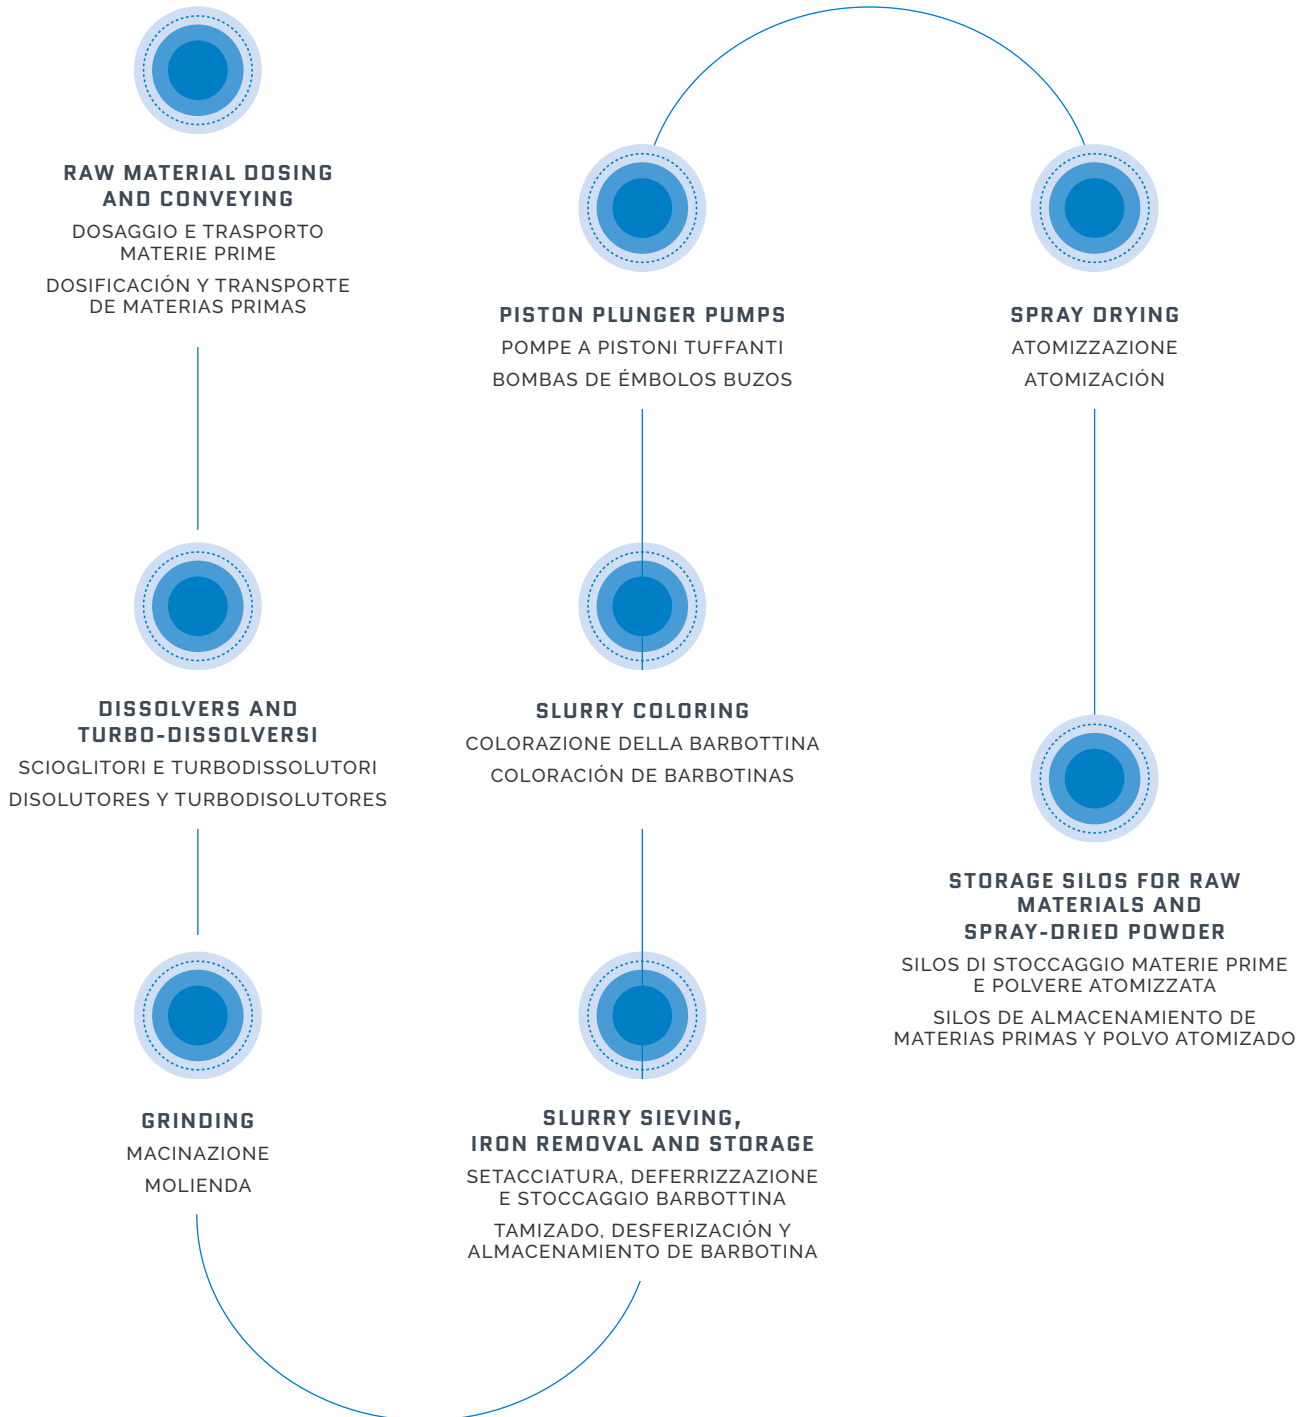 RAW MATERIAL DOSING
AND CONVEYING
DOSAGGIO E TRASPORTO
MATERIE PRIME
DOSIFICACIÓN Y TRANSPORTE
DE MATERIAS PRIMAS
DISSOLVERS AND
TURBO-DISSOLVERSI
SCIOGLITORI E TURBODISSOLUTORI
DISOLUTORES Y TURBODISOLUTORES
GRINDING
MACINAZIONE
MOLIENDA
SLURRY SIEVING,
IRON REMOVAL AND STORAGE
SETACCIATURA, DEFERRIZZAZIONE
E STOCCAGGIO BARBOTTINA
TAMIZADO, DESFERIZACIÓN Y
ALMACENAMIENTO DE BARBOTINA
SLURRY COLORING
COLORAZIONE DELLA BARBOTTINA
COLORACIÓN DE BARBOTINAS
PISTON PLUNGER PUMPS
POMPE A PISTONI TUFFANTI
BOMBAS DE ÉMBOLOS BUZOS
SPRAY DRYING
ATOMIZZAZIONE
ATOMIZACIÓN
STORAGE SILOS FOR RAW
MATERIALS AND
SPRAY-DRIED POWDER
SILOS DI STOCCAGGIO MATERIE PRIME
E POLVERE ATOMIZZATA
SILOS DE ALMACENAMIENTO DE
MATERIAS PRIMAS Y POLVO ATOMIZADO